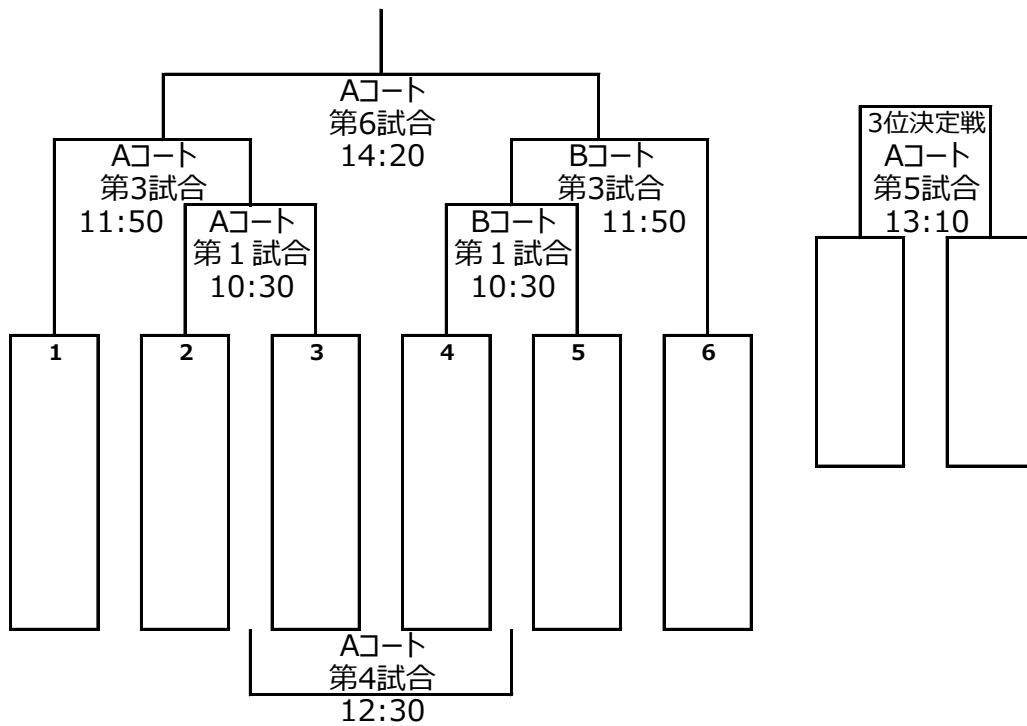 Aコート
第6試合
14:20
Aコート
第3試合
11:50
Bコート
第3試合
11:50
Aコート
第１試合
10:30
Bコート
第１試合
10:30
1
2
3
4
5
6
Aコート
第4試合
12:30
3位決定戦
Aコート
第5試合
13:10